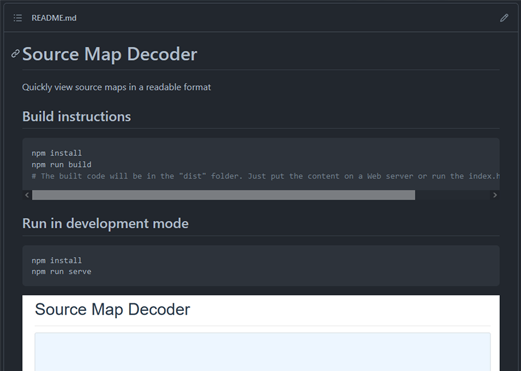 README.md
Source Map Decoder
Quickly view source maps in a readable format
Build instructions
npm install
npm run build
# The built code will be in the "dist" folder. Just put the content on a Web server or run the index.h
Run in development mode
npm install
npm run serve
Source Map Decoder